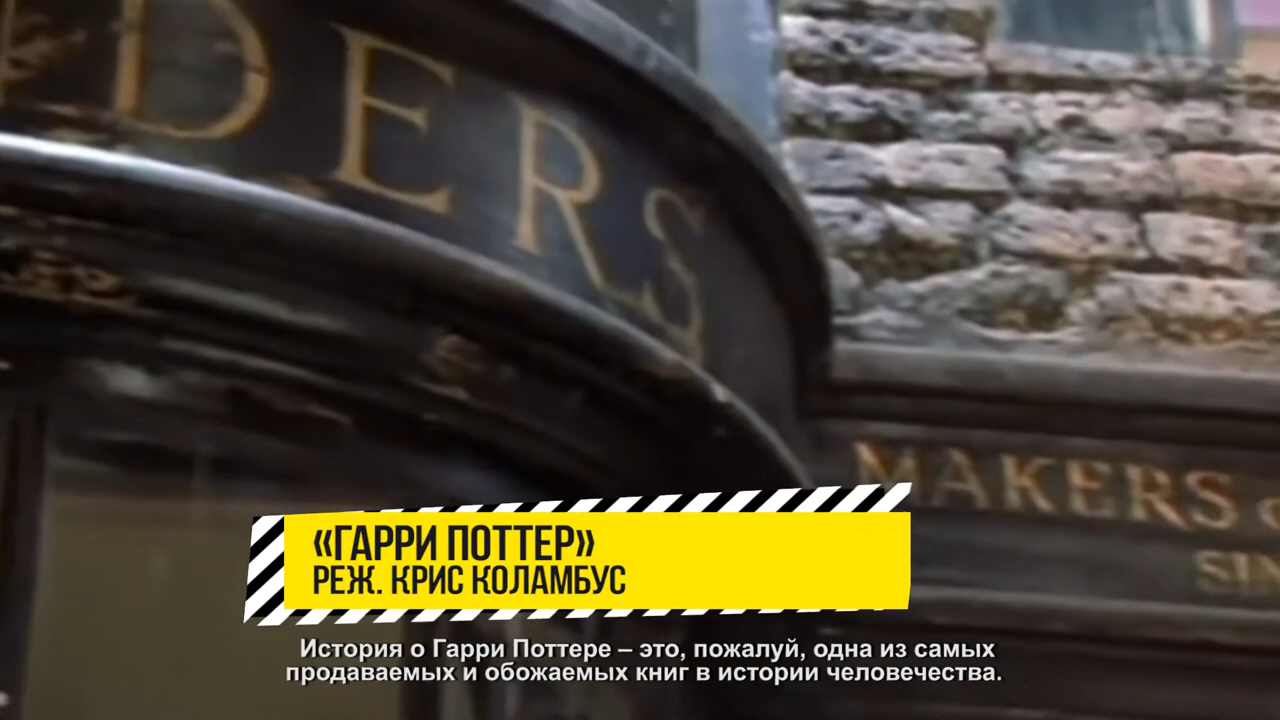 DERS
MAKERS
«ГАРРИ ПОТТЕР»
РЕЖ. КРИС КОЛАМБУС
История о Гарри Поттере – это, пожалуй, одна из самых
продаваемых и обожаемых книг в истории человечества.